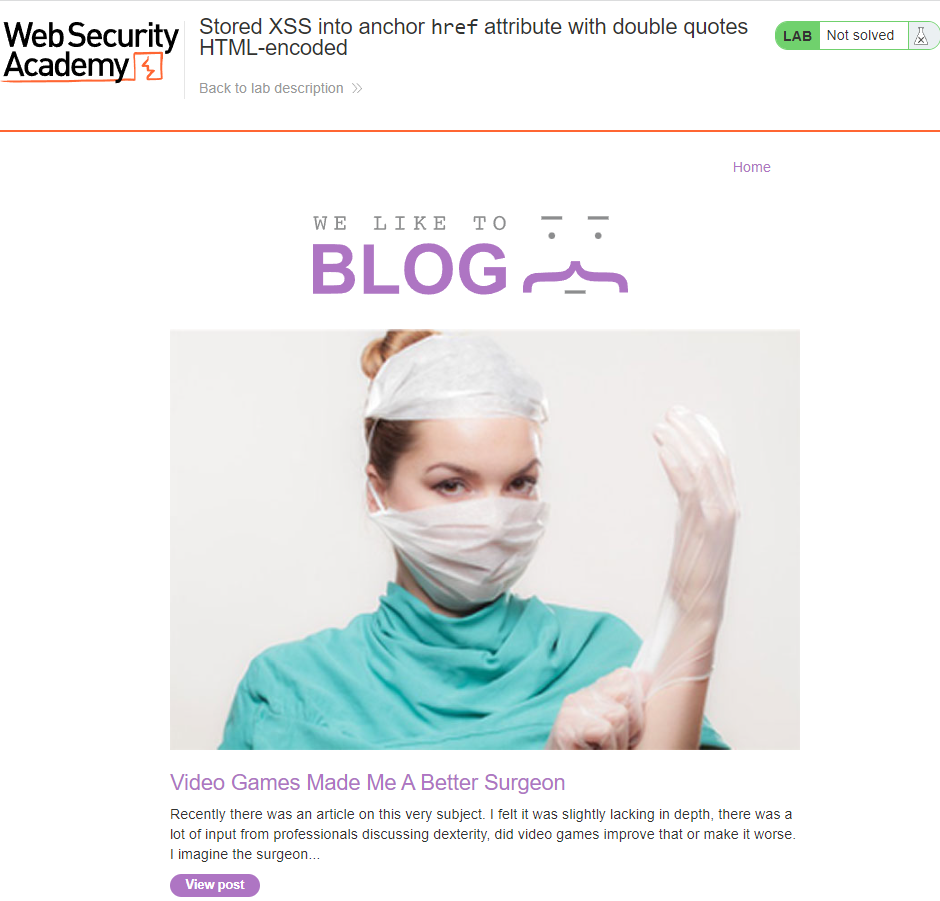 Web Security
Academy
Stored XSS into anchor href attribute with double quotes
HTML-encoded
Back to lab description
LAB
Not solved
Home
WE LIKE TO
BLOG
Video Games Made Me A Better Surgeon
Recently there was an article on this very subject. I felt it was slightly lacking in depth, there was a
lot of input from professionals discussing dexterity, did video games improve that or make it worse.
I imagine the surgeon...
View post